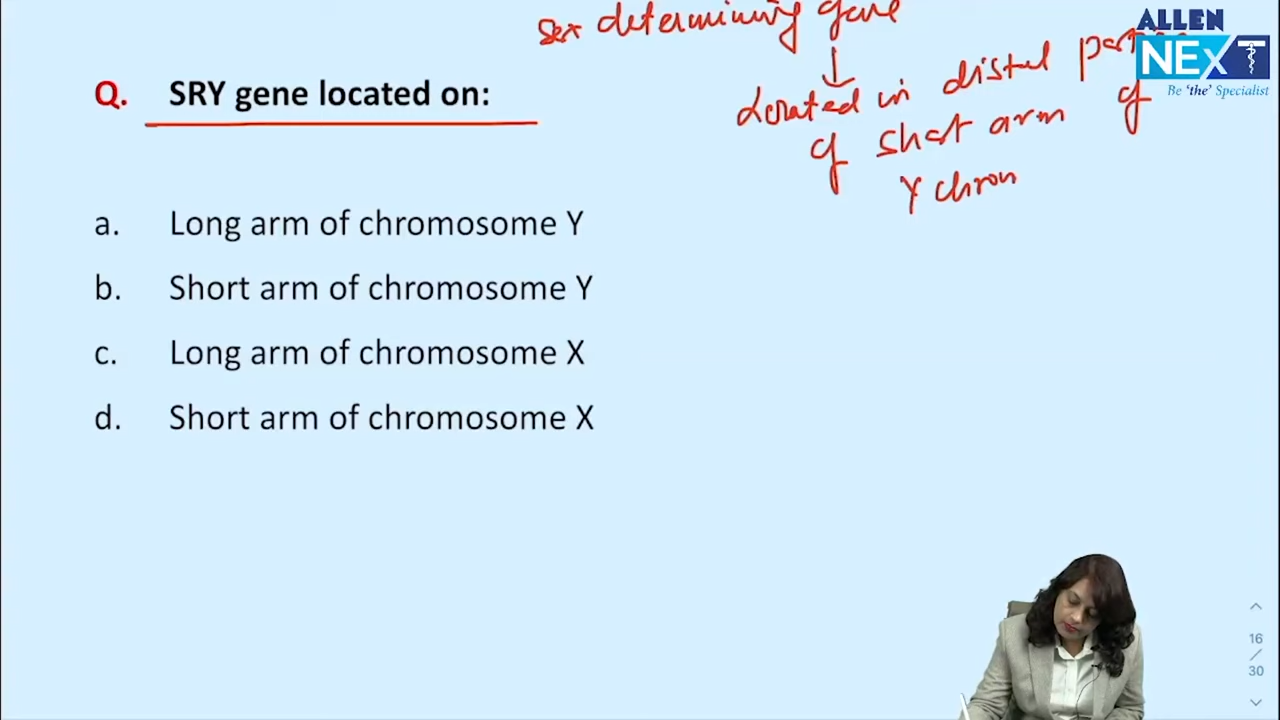 sex determining gene
ALLEN
NEXT
Be 'the' Specialist
↓
Located in distal part of
of short arm
Y chrom
Q. SRY gene located on:
a. Long arm of chromosome Y
b. Short arm of chromosome Y
c. Long arm of chromosome X
d. Short arm of chromosome X
16
/
30